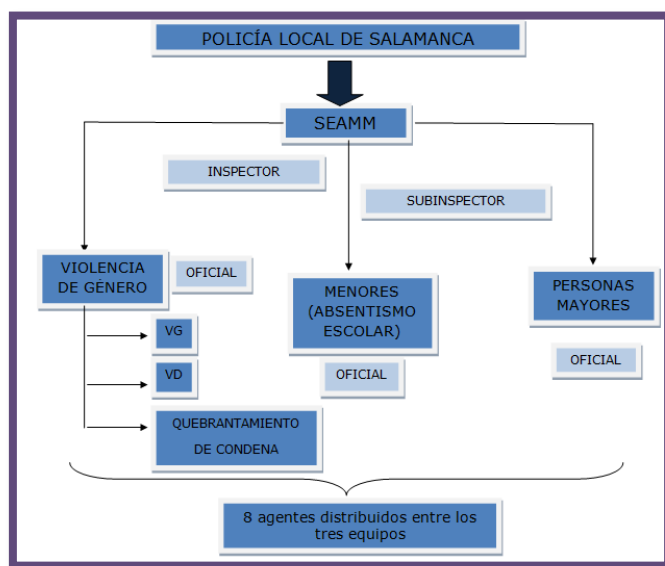 POLICÍA LOCAL DE SALAMANCA
SEAMM
INSPECTOR
SUBINSPECTOR
VIOLENCIA
DE GÉNERO
OFICIAL
MENORES
(ABSENTISMO
ESCOLAR)
OFICIAL
PERSONAS
MAYORES
OFICIAL
VG
VD
QUEBRANTAMIENTO
DE CONDENA
8 agentes distribuidos entre los
tres equipos